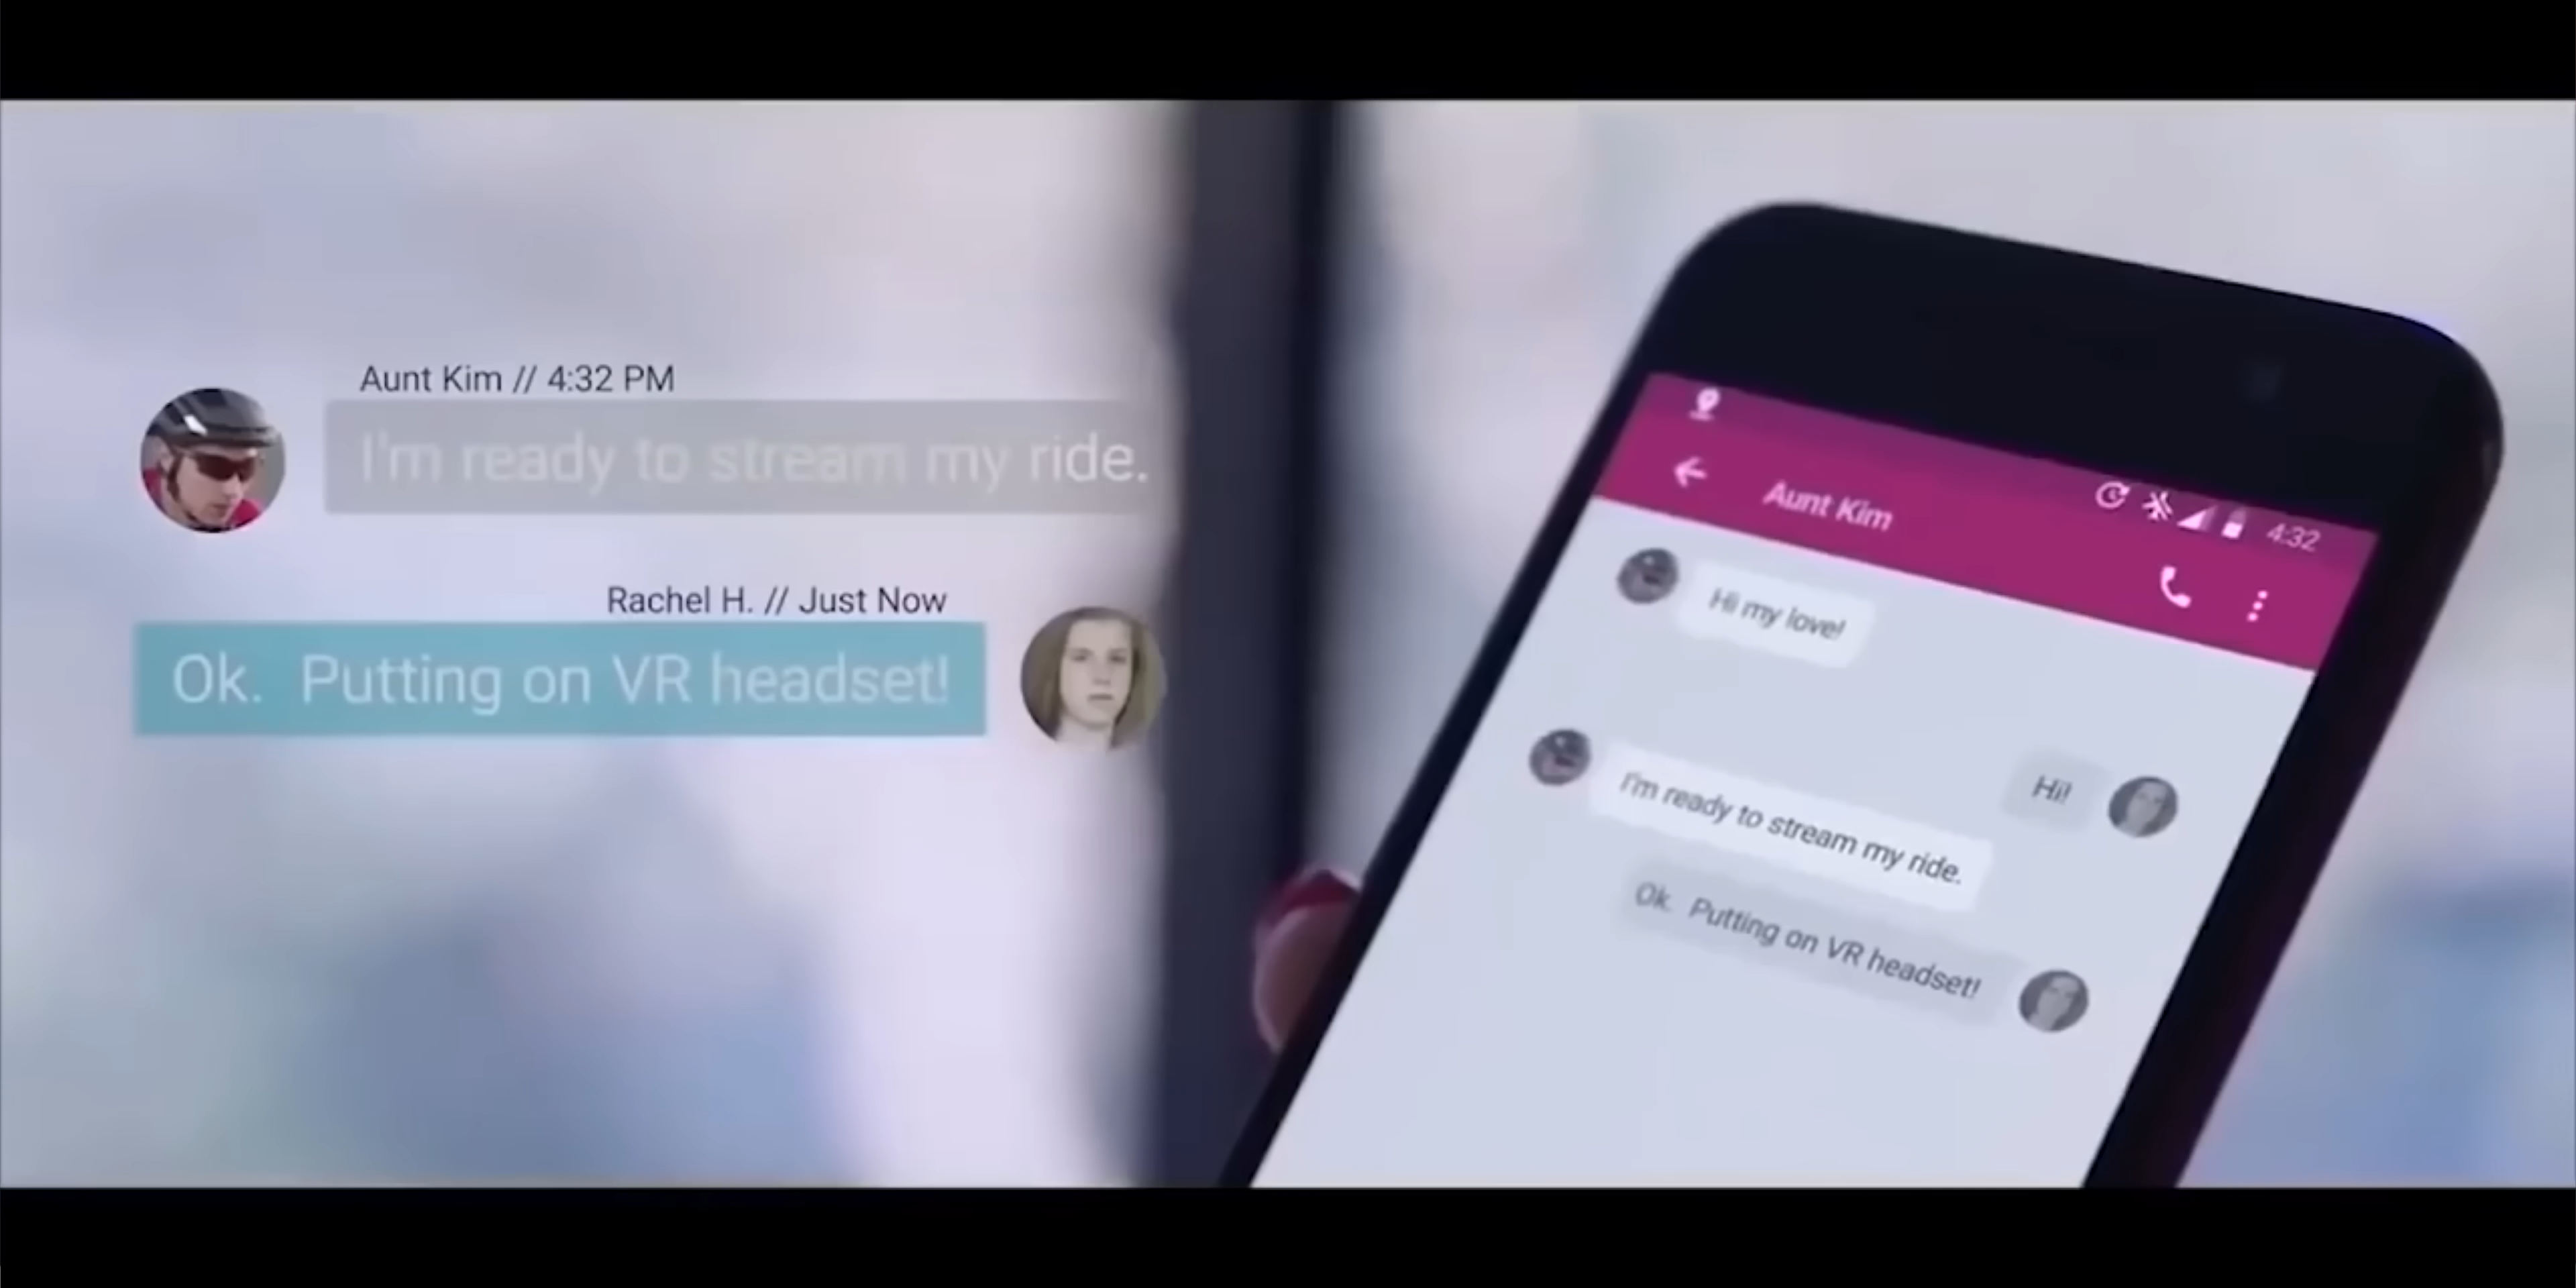 Aunt Kim // 4:32 PM
I'm ready to stream my ride.
Rachel H. // Just Now
Ok. Putting on VR headset!
4:32
Aunt Kim
Hi my love!
Hi!
I'm ready to stream my ride.
Ok. Putting on VR headset!